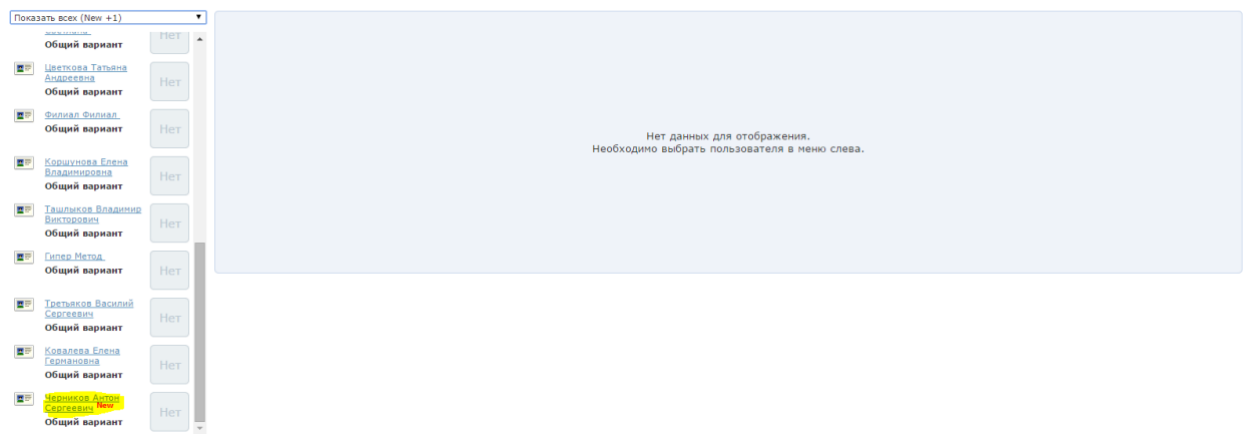 Показать всех (New +1)
Нет
Общий вариант
Цветкова Татьяна
Андреевна
Общий вариант
Нет
Филиал Филиал
Общий вариант
Нет
Коршунова Елена
Владимировна
Общий вариант
Нет
Ташлыков Владимир
Викторович
Общий вариант
Нет
Гипер Метод
Общий вариант
Нет
Третьяков Василий
Сергеевич
Общий вариант
Нет
Ковалева Елена
Германовна
Общий вариант
Нет
Черников Антон
Сергеевич New
Общий вариант
Нет
Нет данных для отображения.
Необходимо выбрать пользователя в меню слева.